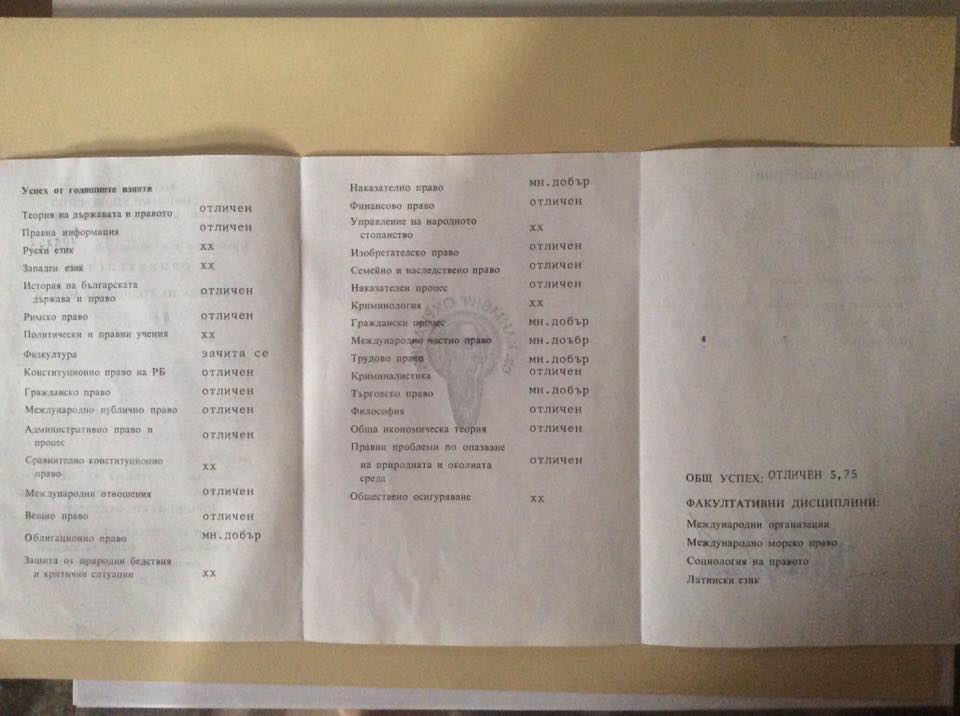 Успех от годишните изпити
Теория на държавата и правото отличен
Правна информация отличен
Руски език хх
Западен език хх
История на българската
държава и право отличен
Римско право отличен
Политически и правни учения хх
Физкултура зачита се
Конституционно право на РБ отличен
Гражданско право отличен
Международно публично право отличен
Административно право и
процес отличен
Сравнително конституционно
право хх
Международни отношения отличен
Вещно право отличен
Облигационно право мн.добър
Защита от природни бедствия
и критични ситуации хх
Наказателно право мн.добър
Финансово право отличен
Управление на народното
стопанство хх
Изобретателско право отличен
Семейно и наследствено право отличен
Наказателен процес отличен
Криминология хх
Граждански процес мн.добър
Международно частно право мн.доъбр
Трудово право мн.добър
Криминалистика отличен
Търговско право мн.добър
Философия отличен
Обща икономическа теория отличен
Правни проблеми по опазване
на природната и околната
среда отличен
Обществено осигуряване хх
ОБЩ УСПЕХ: ОТЛИЧЕН 5,75
ФАКУЛТАТИВНИ ДИСЦИПЛИНИ:
Международни организации
Международно морско право
Социология на правото
Латински език